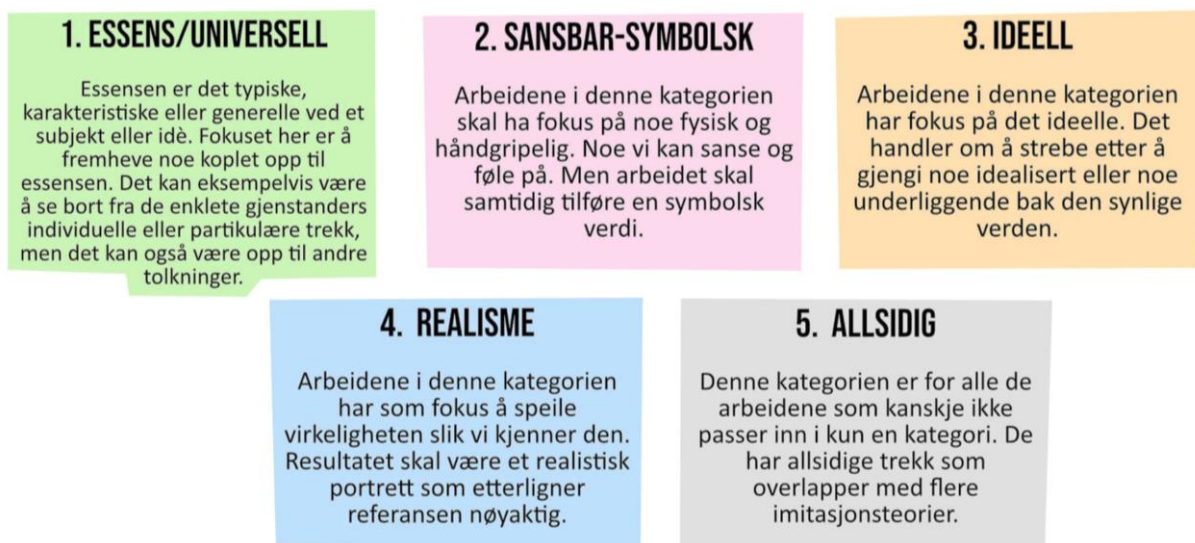 1. ESSENS/UNIVERSELL
Essensen er det typiske,
karakteristiske eller generelle ved et
subjekt eller idè. Fokuset her er å
fremheve noe koplet opp til
essensen. Det kan eksempelvis være
å se bort fra de enklete gjenstanders
individuelle eller partikulære trekk,
men det kan også være opp til andre
tolkninger.
2. SANSBAR-SYMBOLSK
Arbeidene i denne kategorien
skal ha fokus på noe fysisk og
håndgripelig. Noe vi kan sanse og
føle på. Men arbeidet skal
samtidig tilføre en symbolsk
verdi.
3. IDEELL
Arbeidene i denne kategorien
har fokus på det ideelle. Det
handler om å strebe etter å
gjengi noe idealisert eller noe
underliggende bak den synlige
verden.
4. REALISME
Arbeidene i denne kategorien
har som fokus å speile
virkeligheten slik vi kjenner den.
Resultatet skal være et realistisk
portrett som etterligner
referansen nøyaktig.
5. ALLSIDIG
Denne kategorien er for alle de
arbeidene som kanskje ikke
passer inn i kun en kategori. De
har allsidige trekk som
overlapper med flere
imitasjonsteorier.